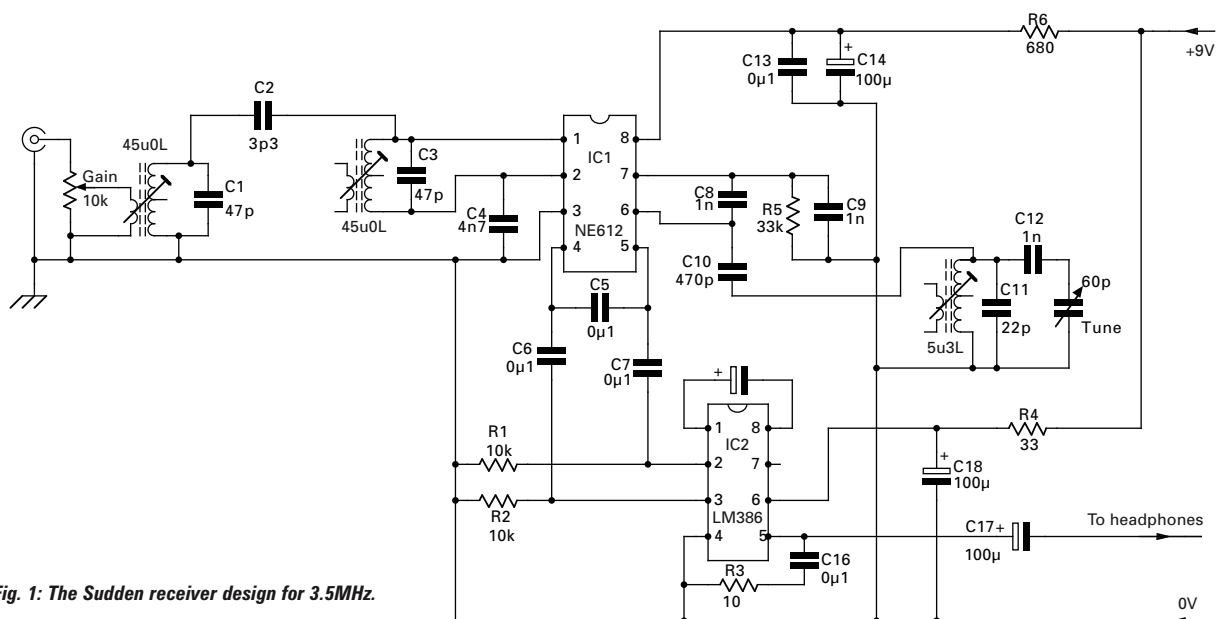 R6
680
+9V
C13
0µ1
+
C14
100µ
C2
3p3
45u0L
Gain
10k
C1
47p
45u0L
C3
47p
C4
4n7
1
2
3
4
IC1
NE612
8
7
6
5
C8
1n
R5
33k
C9
1n
C10
470p
C12
1n
C11
22p
60p
Tune
5u3L
C5
0µ1
C6
0µ1
C7
0µ1
+
R1
10k
R2
10k
1
2
3
4
IC2
LM386
8
7
6
5
R4
33
+
C18
100µ
C17+
100µ
To headphones
R3
10
C16
0µ1
0V
ig. 1: The Sudden receiver design for 3.5MHz.